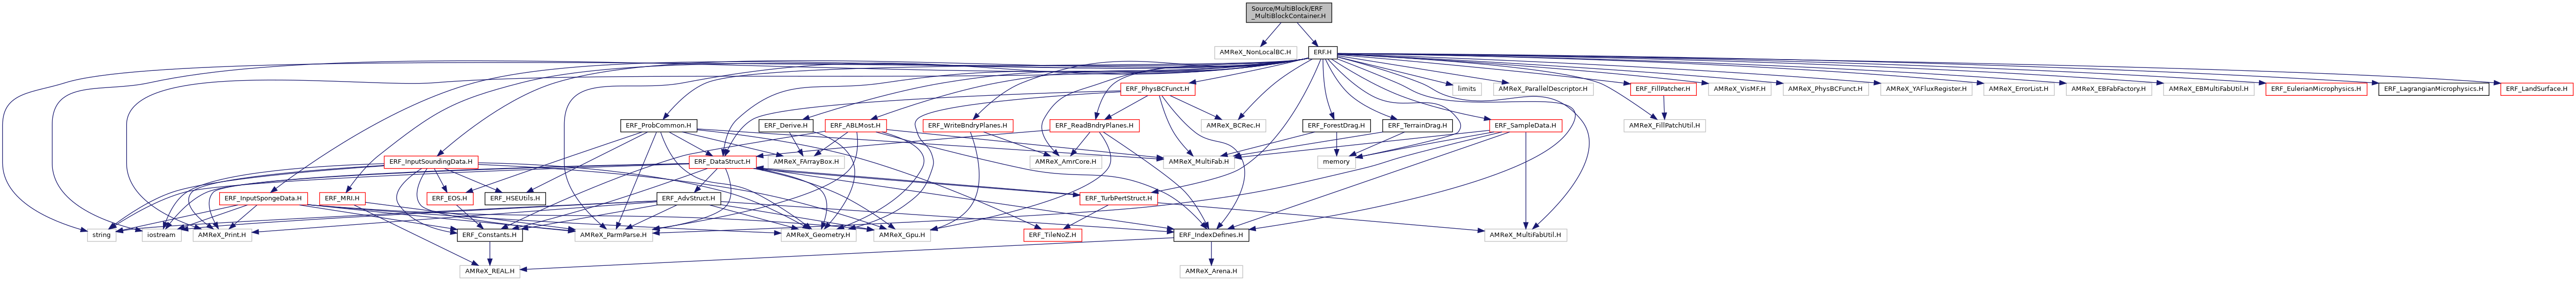 Source/MultiBlock/ERF
_MultiBlockContainer.H
AMReX_NonLocalBC.H
ERF.H
ERF_PhysBCFunct.H
limits
AMReX_ParallelDescriptor.H
ERF_FillPatcher.H
AMReX_VisMF.H
AMReX_PhysBCFunct.H
AMReX_YAFluxRegister.H
AMReX_ErrorList.H
AMReX_EBFabFactory.H
AMReX_EBMultiFabUtil.H
ERF_EulerianMicrophysics.H
ERF_LagrangianMicrophysics.H
ERF_LandSurface.H
ERF_ProbCommon.H
ERF_Derive.H
ERF_ABLMost.H
ERF_WriteBndryPlanes.H
ERF_ReadBndryPlanes.H
AMReX_BCRec.H
ERF_ForestDrag.H
ERF_TerrainDrag.H
ERF_SampleData.H
AMReX_FillPatchUtil.H
ERF_InputSoundingData.H
ERF_DataStruct.H
AMReX_FArrayBox.H
AMReX_AmrCore.H
AMReX_MultiFab.H
memory
ERF_InputSpongeData.H
ERF_MRI.H
ERF_EOS.H
ERF_HSEUtils.H
ERF_AdvStruct.H
ERF_TurbPertStruct.H
string
iostream
AMReX_Print.H
ERF_Constants.H
AMReX_ParmParse.H
AMReX_Geometry.H
AMReX_Gpu.H
ERF_TileNoZ.H
ERF_IndexDefines.H
AMReX_MultiFabUtil.H
AMReX_REAL.H
AMReX_Arena.H